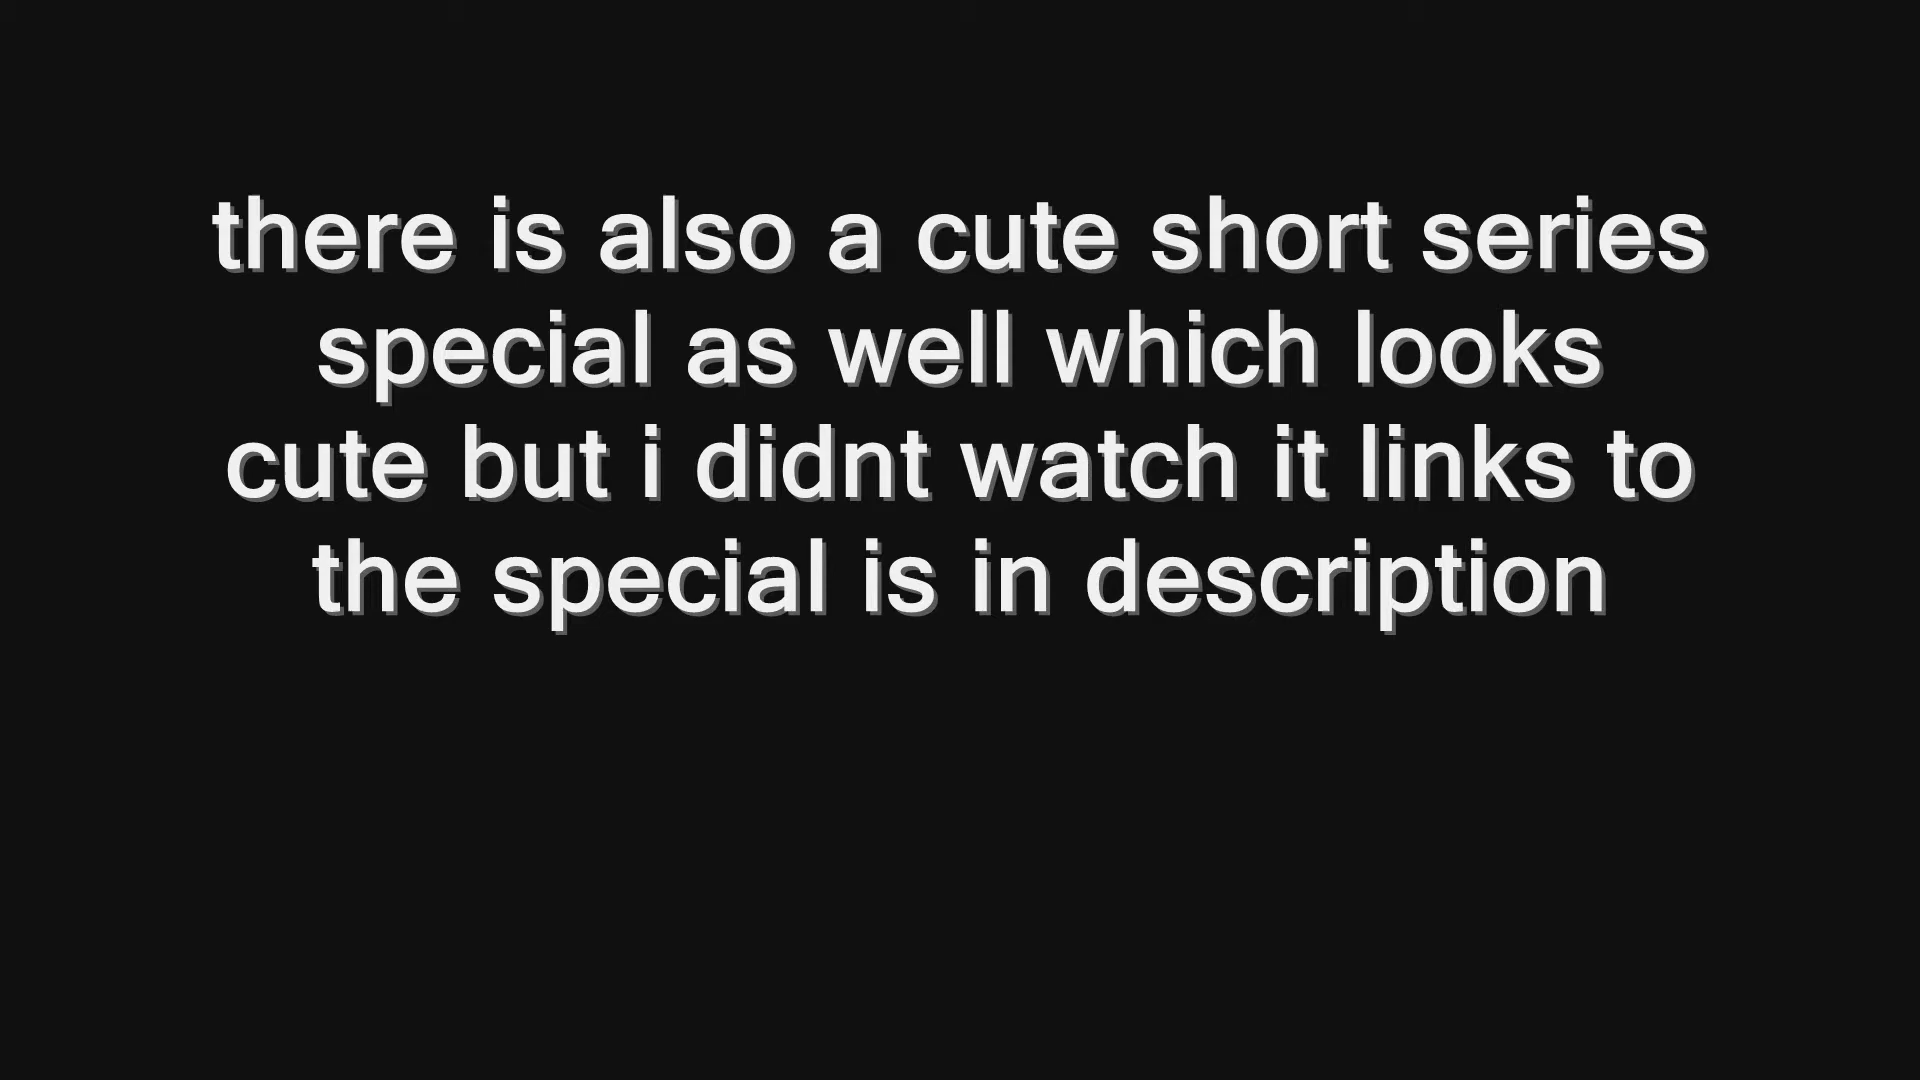 there is also a cute short series
special as well which looks
cute but i didnt watch it links to
the special is in description